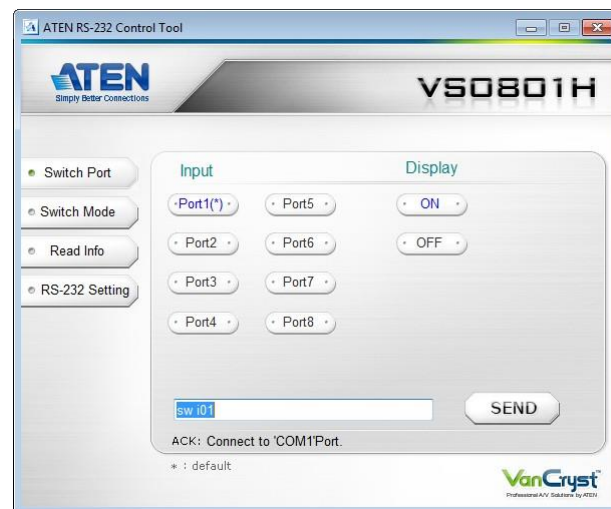 ATEN RS-232 Control Tool
ATEN
Simply Better Connections
VS0801H
Switch Port
Switch Mode
Read Info
RS-232 Setting
Input
Display
Port1(*)
Port5
ON
Port2
Port6
OFF
Port3
Port7
Port4
Port8
sw i01
SEND
ACK: Connect to 'COM1'Port.
* : default
VanCryst™
Professional A/V Solutions by ATEN